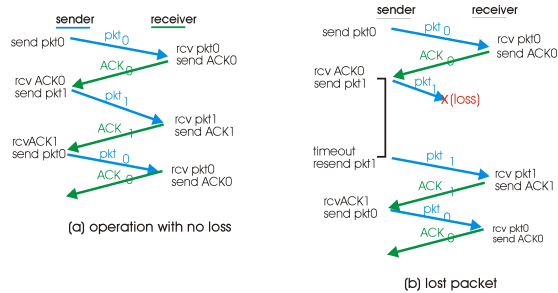 sender receiver
send pkt0
pkt 0
rcv pkt0
send ACK0
ACK 0
rcv ACK0
send pkt1
pkt 1
rcv pkt1
send ACK1
ACK 1
rcvACK1
send pkt0
pkt 0
rcv pkt0
send ACK0
ACK 0
(a) operation with no loss
sender receiver
send pkt0
pkt 0
rcv pkt0
send ACK0
ACK 0
rcv ACK0
send pkt1
pkt 1
X (loss)
timeout
resend pkt1
pkt 1
rcv pkt1
send ACK1
ACK 1
rcvACK1
send pkt0
pkt 0
rcv pkt0
send ACK0
ACK 0
(b) lost packet